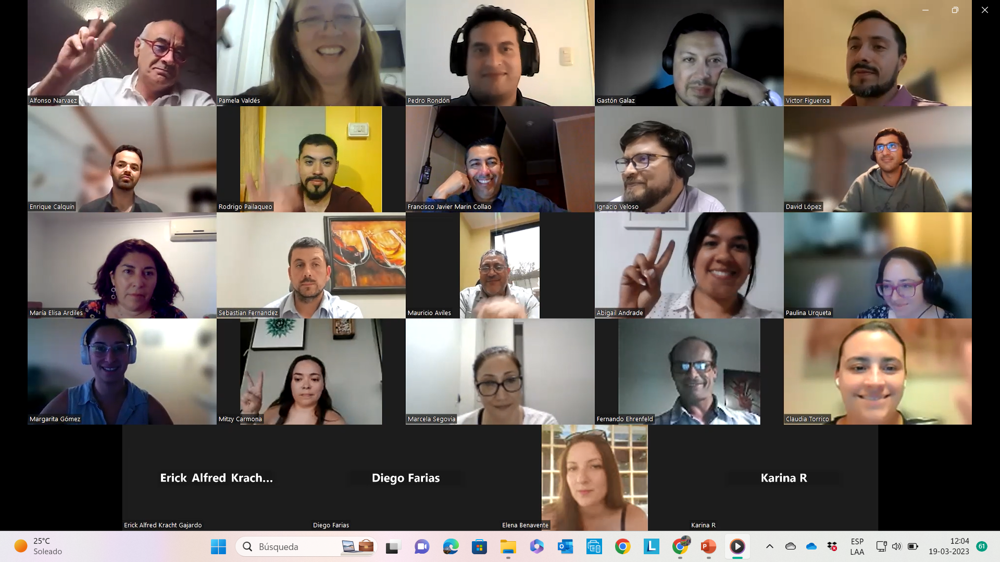 Alfonso Narvaez
Pamela Valdés
Pedro Rondón
Gastón Galaz
Victor Figueroa
Enrique Calquín
Rodrigo Pailaqueo
Francisco Javier Marin Collao
Ignacio Veloso
David López
María Elisa Ardiles
Sebastian Fernandez
Mauricio Aviles
Abigail Andrade
Paulina Urqueta
Margarita Gómez
Mitzy Carmona
Marcela Segovia
Fernando Ehrenfeld
Claudia Torrico
Erick Alfred Krach...
Diego Farias
Karina R
Erick Alfred Kracht Gajardo
Diego Farias
Elena Benavente
Karina R
25°C
Soleado
Búsqueda
L
P
ESP
LAA
12:04
19-03-2023
61